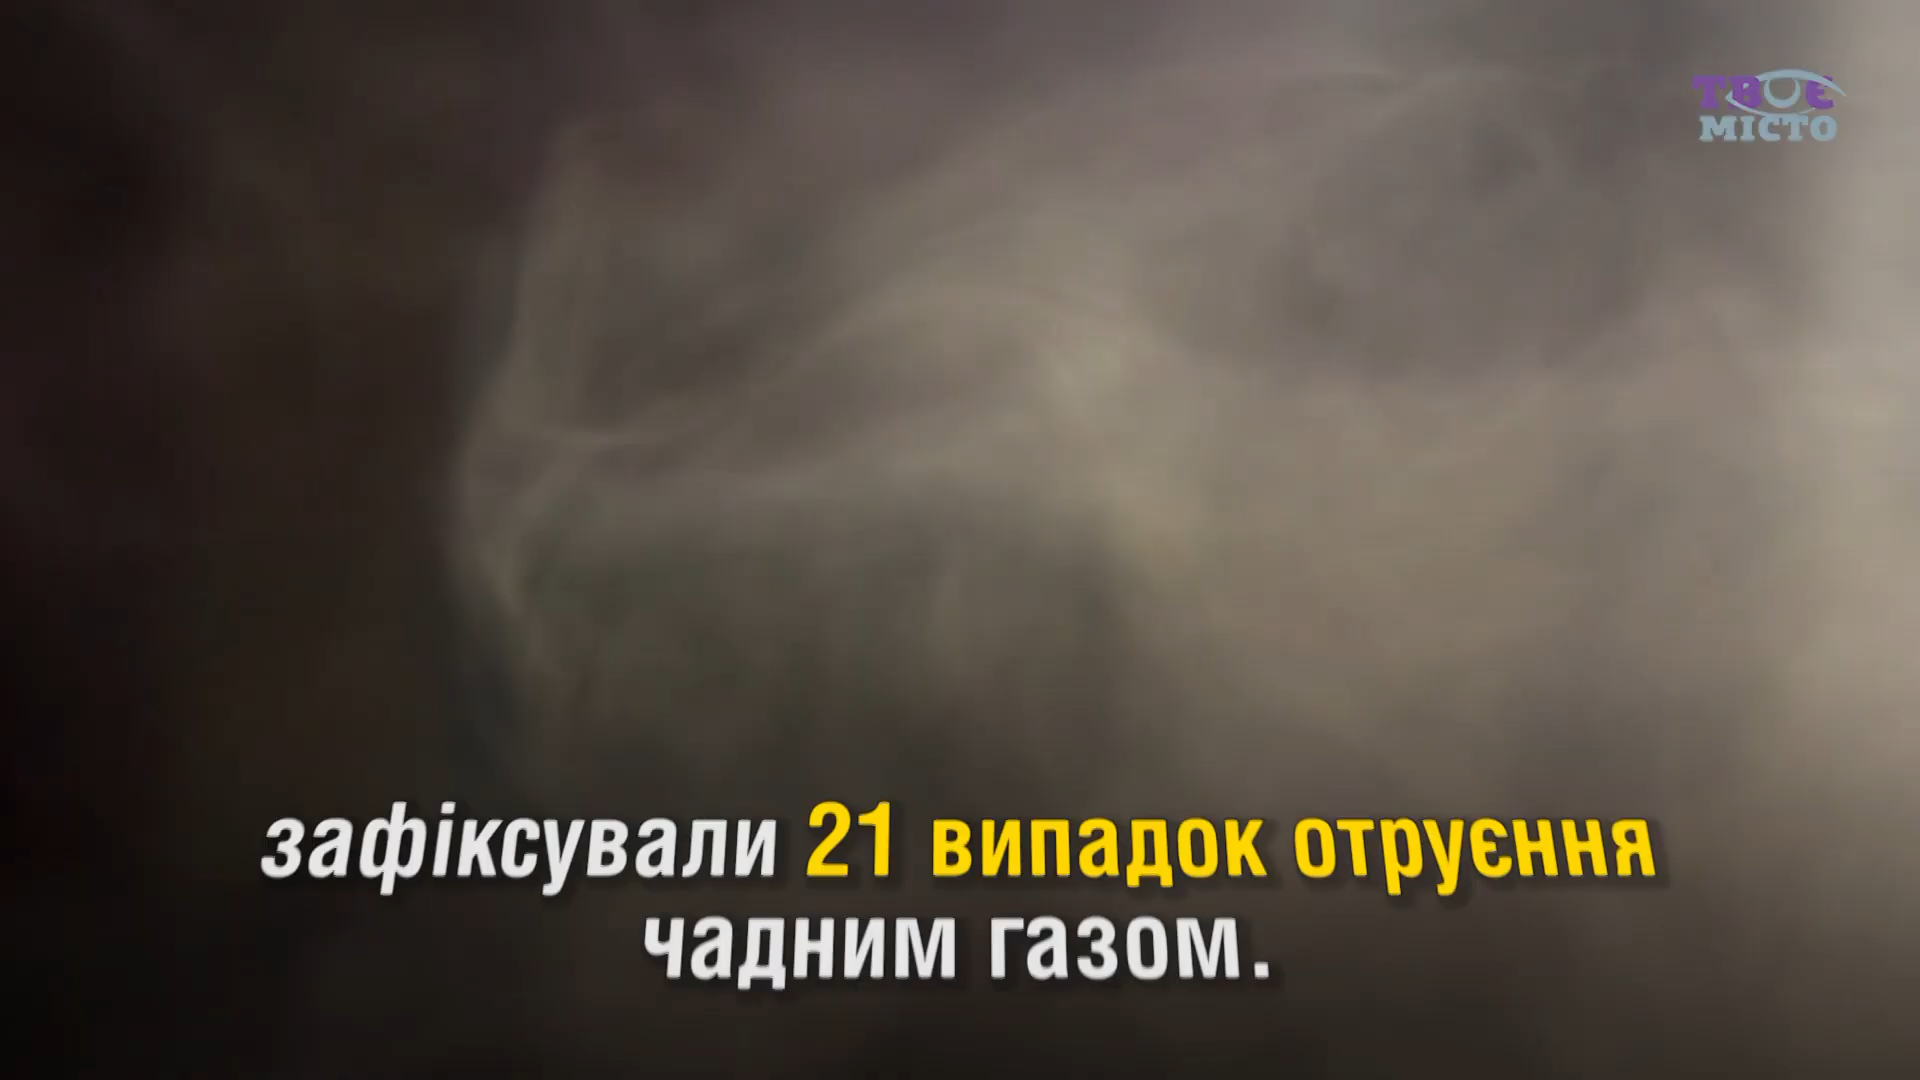 ТВОЄ
МІСТО
зафіксували 21 випадок отруєння
чадним газом.